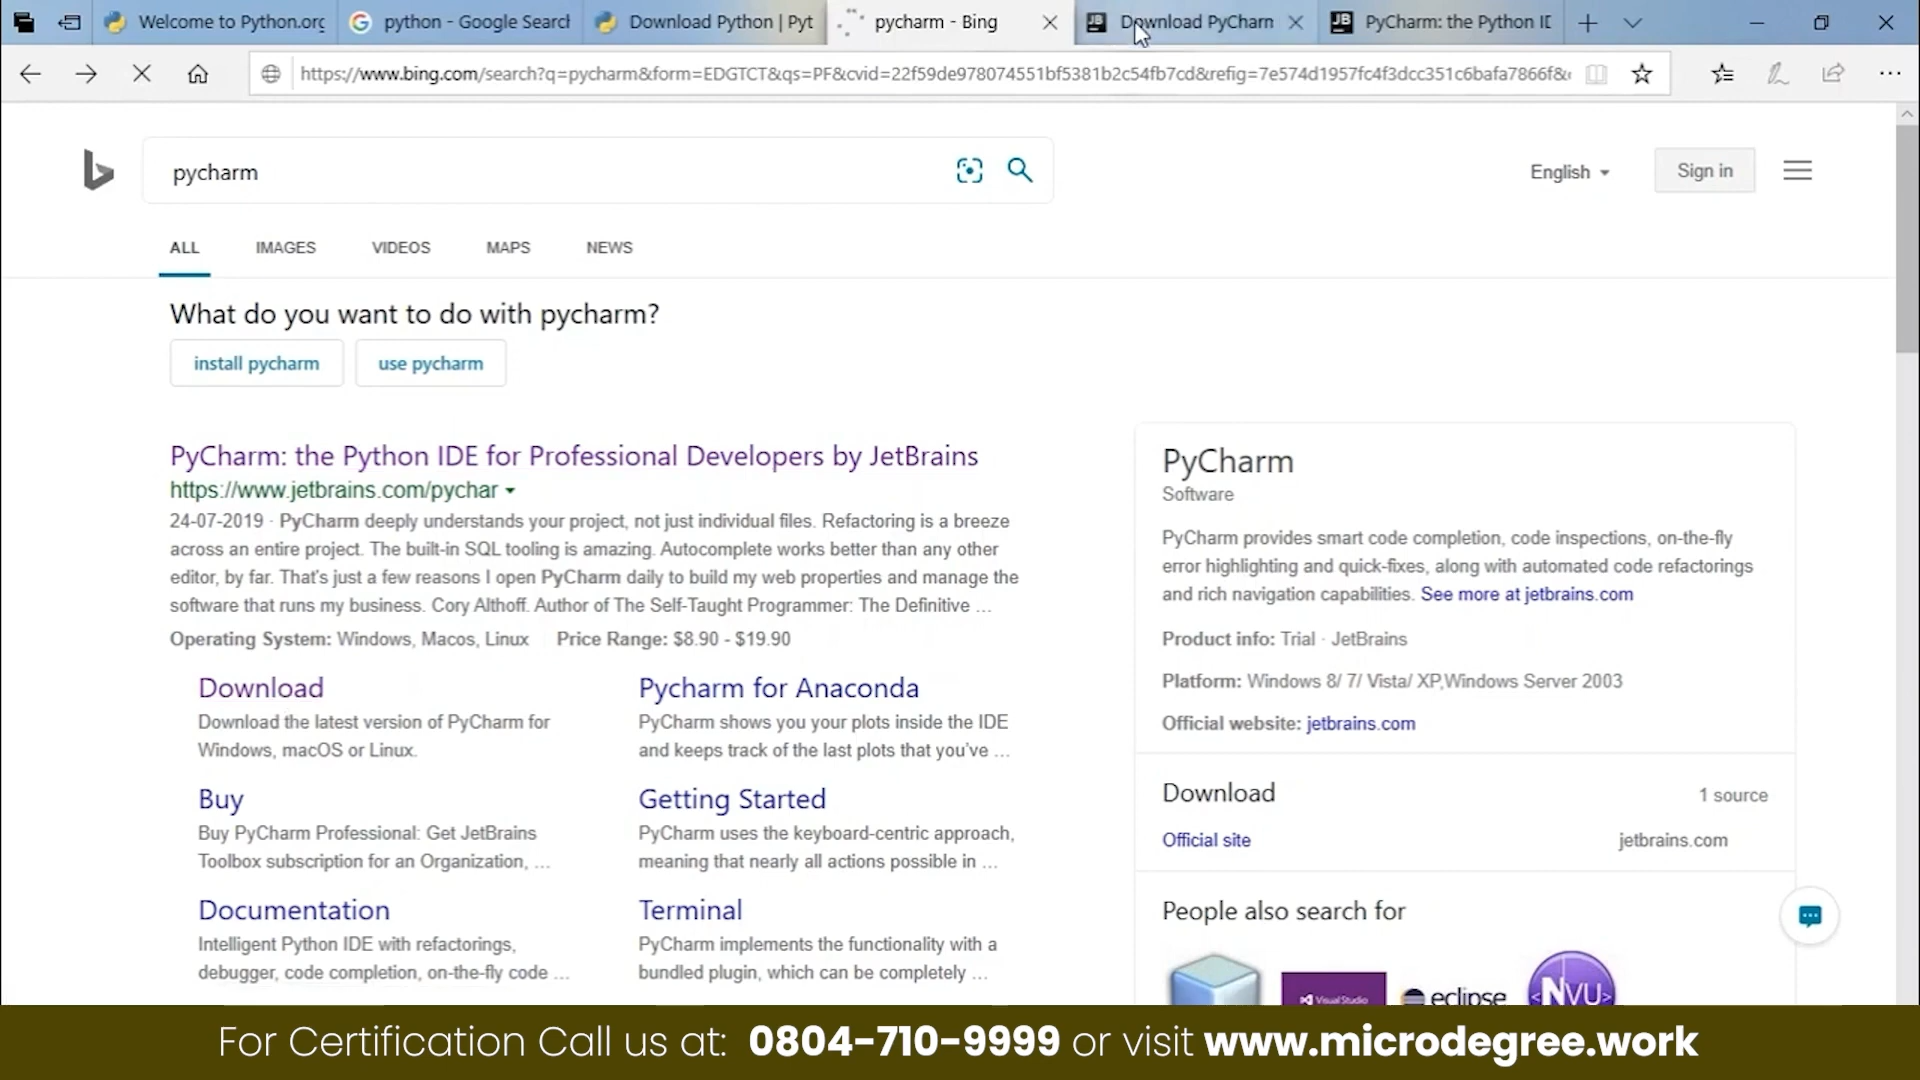 Welcome to Python.org
python - Google Search
Download Python | Pyt
pycharm - Bing
Download PyCharm
PyCharm: the Python ID
https://www.bing.com/search?q=pycharm&form=EDGTCT&qs=PF&cvid=22f59de978074551bf5381b2c54fb7cd&refig=7e574d1957fc4f3dcc351c6bafa7866f&
pycharm
English
Sign in
ALL
IMAGES
VIDEOS
MAPS
NEWS
What do you want to do with pycharm?
install pycharm
use pycharm
PyCharm: the Python IDE for Professional Developers by JetBrains
https://www.jetbrains.com/pychar
24-07-2019 · PyCharm deeply understands your project, not just individual files. Refactoring is a breeze
across an entire project. The built-in SQL tooling is amazing. Autocomplete works better than any other
editor, by far. That's just a few reasons I open PyCharm daily to build my web properties and manage the
software that runs my business. Cory Althoff. Author of The Self-Taught Programmer: The Definitive ...
Operating System: Windows, Macos, Linux Price Range: $8.90 - $19.90
Download
Download the latest version of PyCharm for
Windows, macOS or Linux.
Buy
Buy PyCharm Professional: Get JetBrains
Toolbox subscription for an Organization, ...
Documentation
Intelligent Python IDE with refactorings,
debugger, code completion, on-the-fly code ...
Pycharm for Anaconda
PyCharm shows you your plots inside the IDE
and keeps track of the last plots that you've ...
Getting Started
PyCharm uses the keyboard-centric approach,
meaning that nearly all actions possible in ...
Terminal
PyCharm implements the functionality with a
bundled plugin, which can be completely ...
PyCharm
Software
PyCharm provides smart code completion, code inspections, on-the-fly
error highlighting and quick-fixes, along with automated code refactorings
and rich navigation capabilities. See more at jetbrains.com
Product info: Trial · JetBrains
Platform: Windows 8/ 7/ Vista/ XP,Windows Server 2003
Official website: jetbrains.com
Download
1 source
Official site
jetbrains.com
People also search for
Visual Studio
eclipse
<NVU>
For Certification Call us at: 0804-710-9999 or visit www.microdegree.work